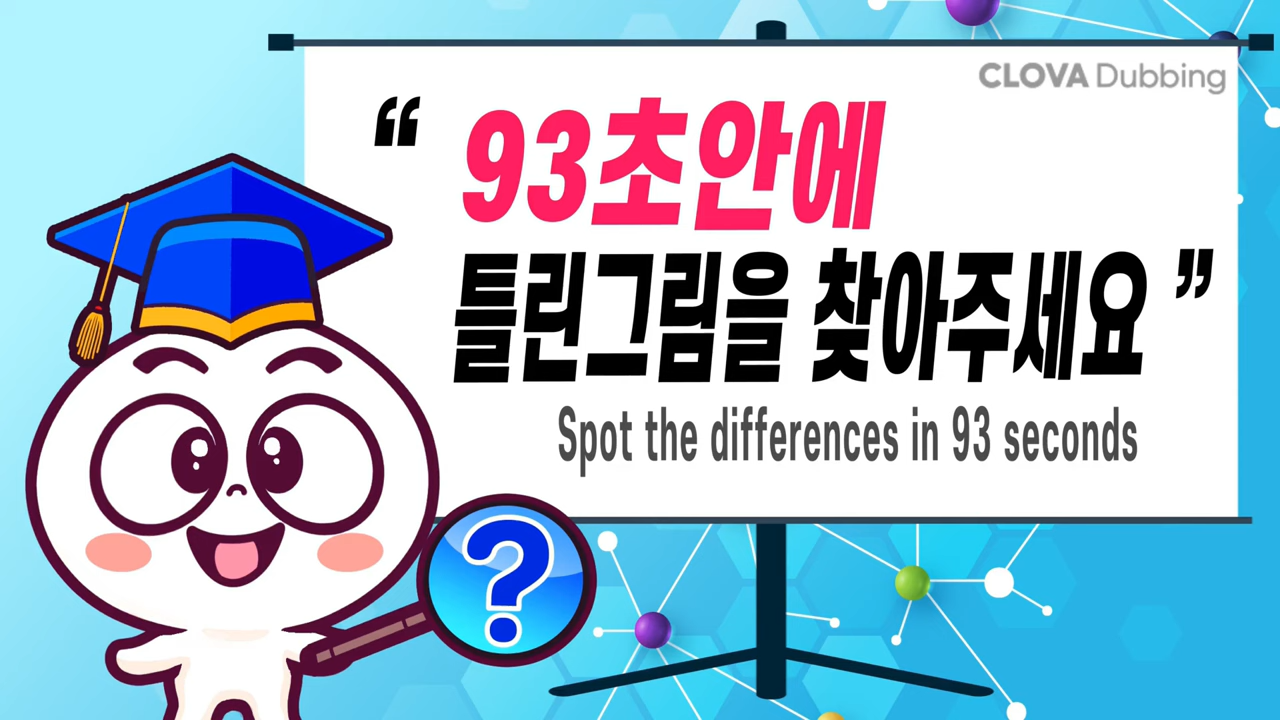 CLOVA Dubbing
“ 93초안에
틀린그림을 찾아주세요 ”
Spot the differences in 93 seconds
?